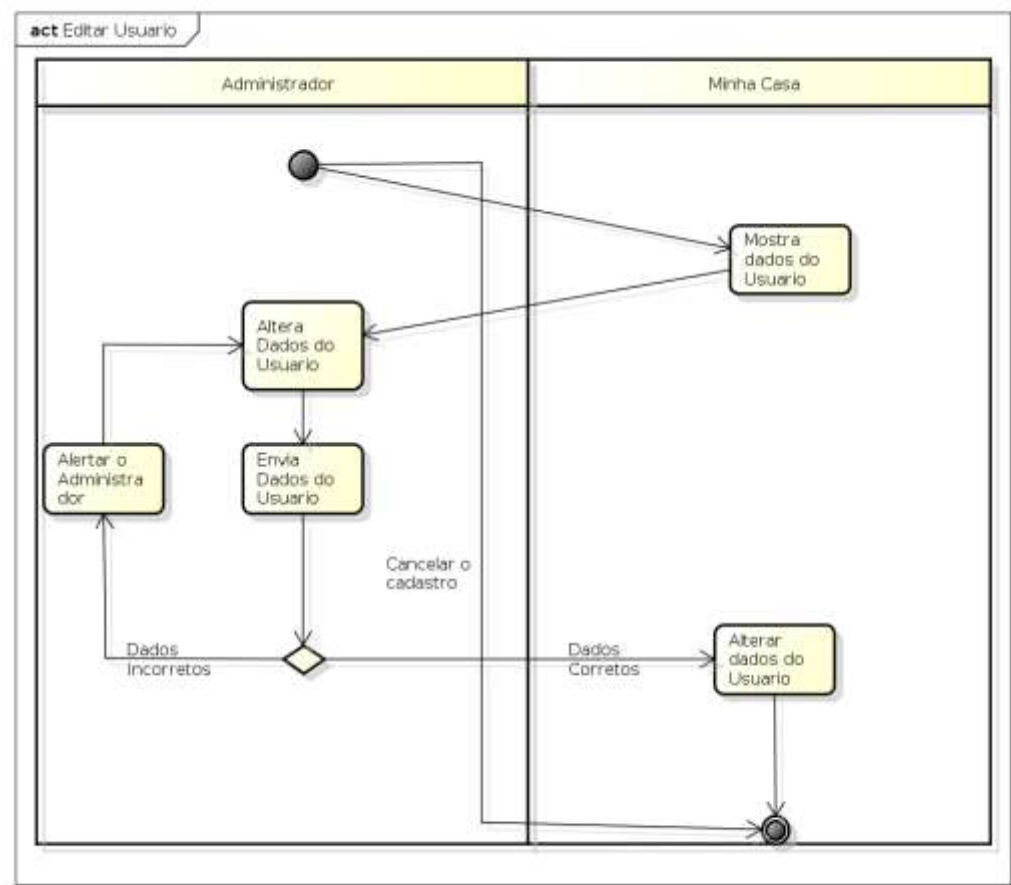 act Editar Usuario
Administrador
Minha Casa
Mostra
dados do
Usuario
Altera
Dados do
Usuario
Alertar o
Administra
dor
Envia
Dados do
Usuario
Cancelar o
cadastro
Dados
Incorretos
Dados
Corretos
Alterar
dados do
Usuario